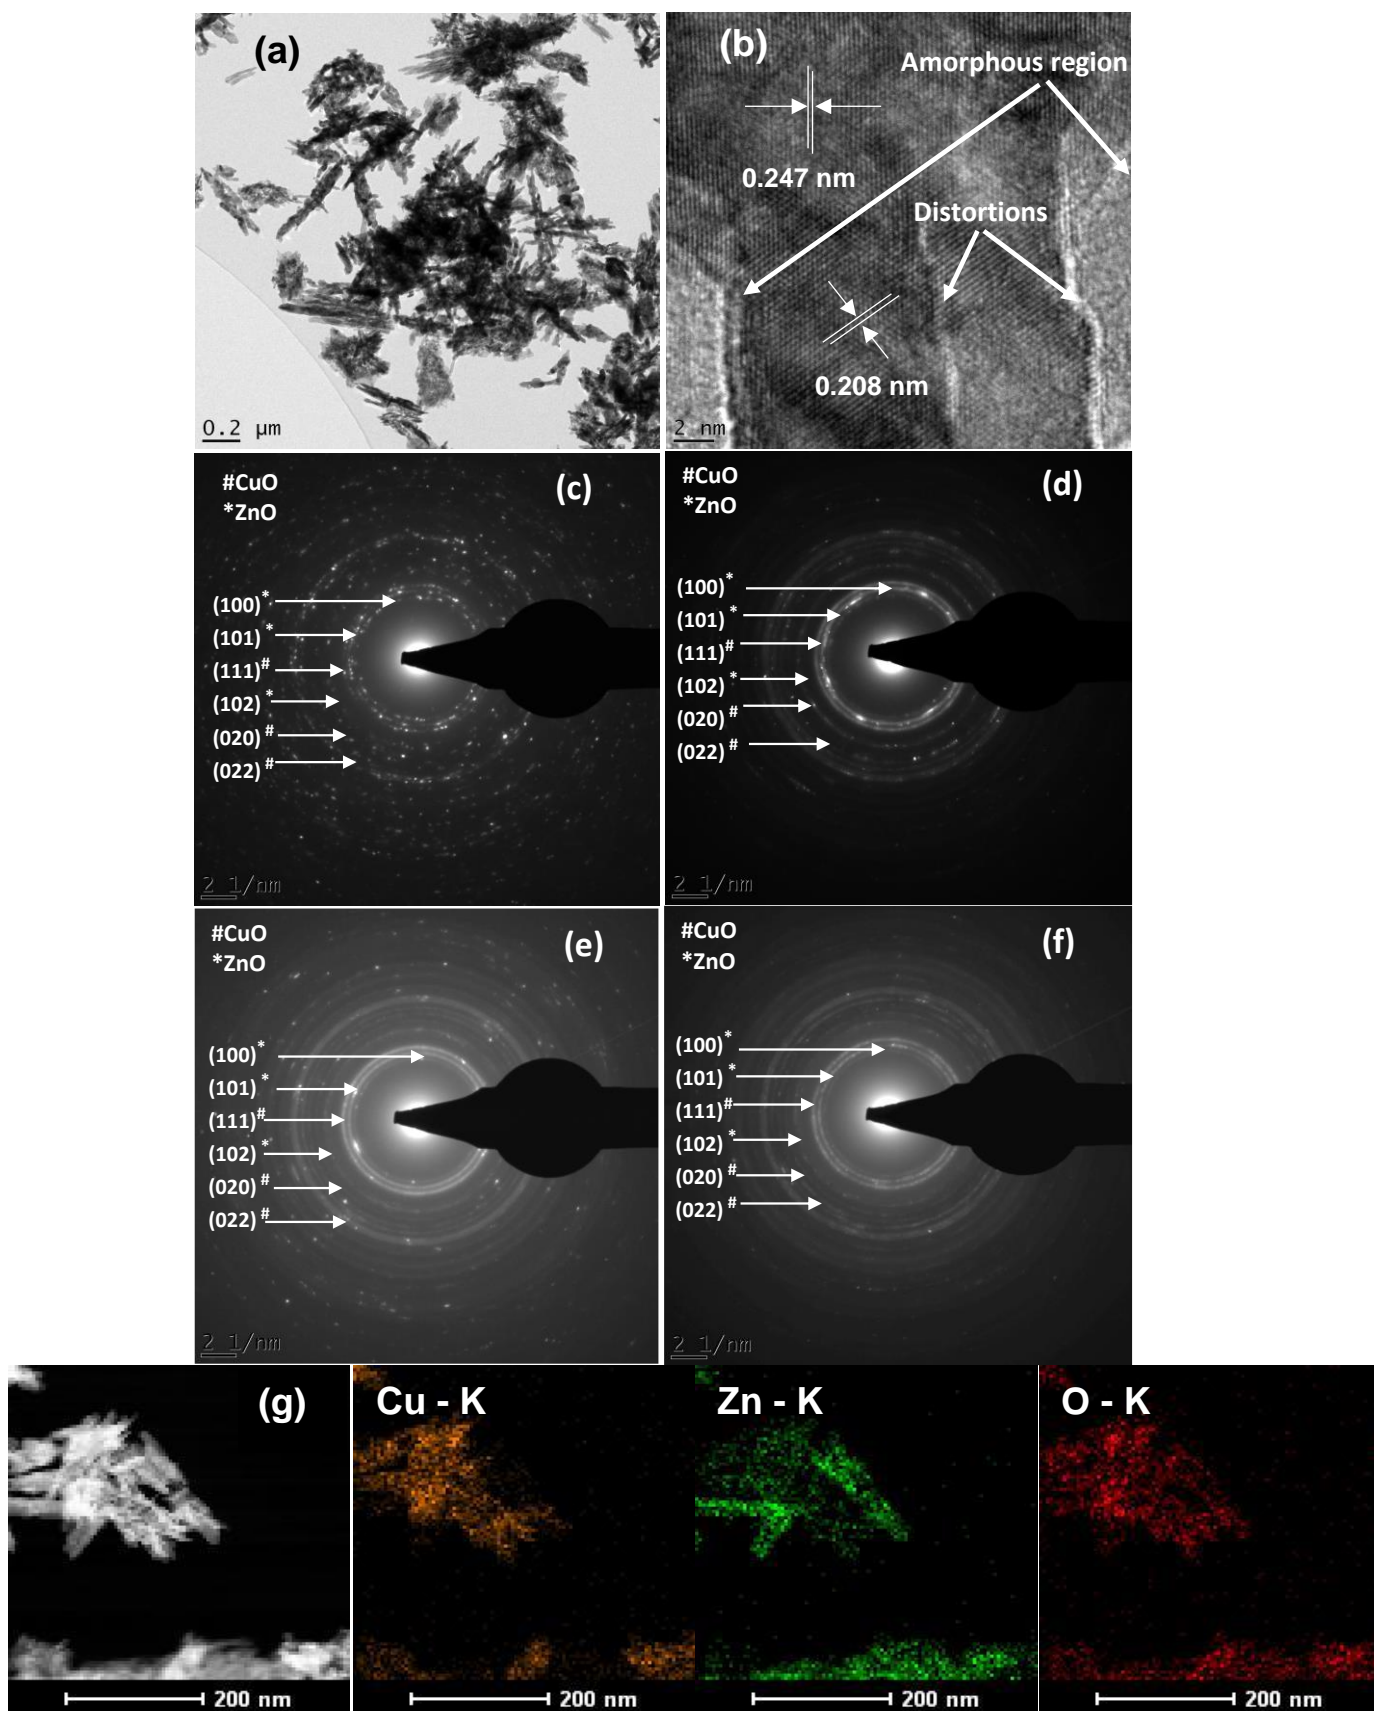 (a)
0.2 µm
(b)
Amorphous region
0.247 nm
Distortions
0.208 nm
2 nm
#CuO
*ZnO
(c)
(100)*
(101)*
(111)#
(102)*
(020)#
(022)#
2 1/nm
#CuO
*ZnO
(d)
(100)*
(101)*
(111)#
(102)*
(020)#
(022)#
2 1/nm
#CuO
*ZnO
(e)
(100)*
(101)*
(111)#
(102)*
(020)#
(022)#
2 1/nm
#CuO
*ZnO
(f)
(100)*
(101)*
(111)#
(102)*
(020)#
(022)#
2 1/nm
(g)
200 nm
Cu - K
200 nm
Zn - K
200 nm
O - K
200 nm